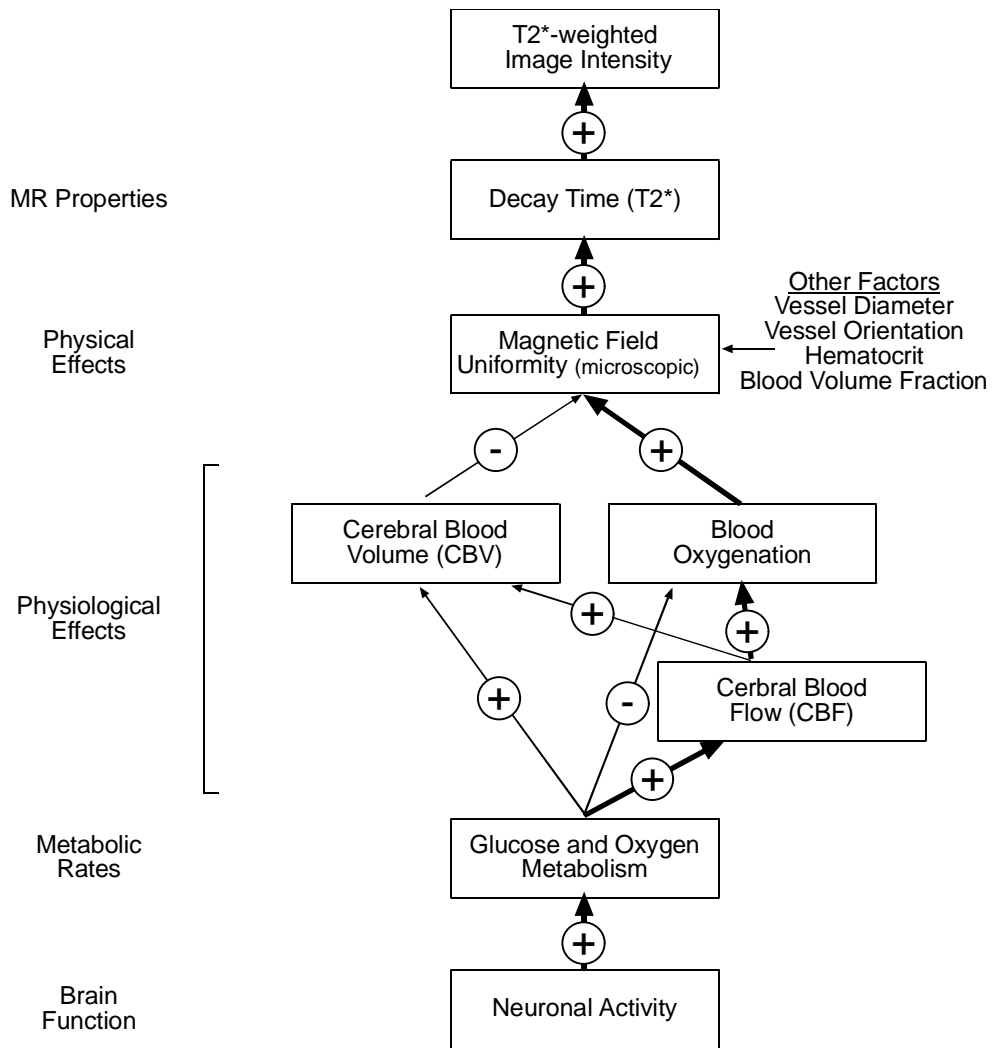 T2*-weighted
Image Intensity
+
MR Properties
Decay Time (T2*)
+
Other Factors
Vessel Diameter
Vessel Orientation
Hematocrit
Blood Volume Fraction
Physical
Effects
Magnetic Field
Uniformity (microscopic)
-
+
Physiological
Effects
Cerebral Blood
Volume (CBV)
Blood
Oxygenation
+
+
Cerbral Blood
Flow (CBF)
+
-
+
Metabolic
Rates
Glucose and Oxygen
Metabolism
+
Brain
Function
Neuronal Activity